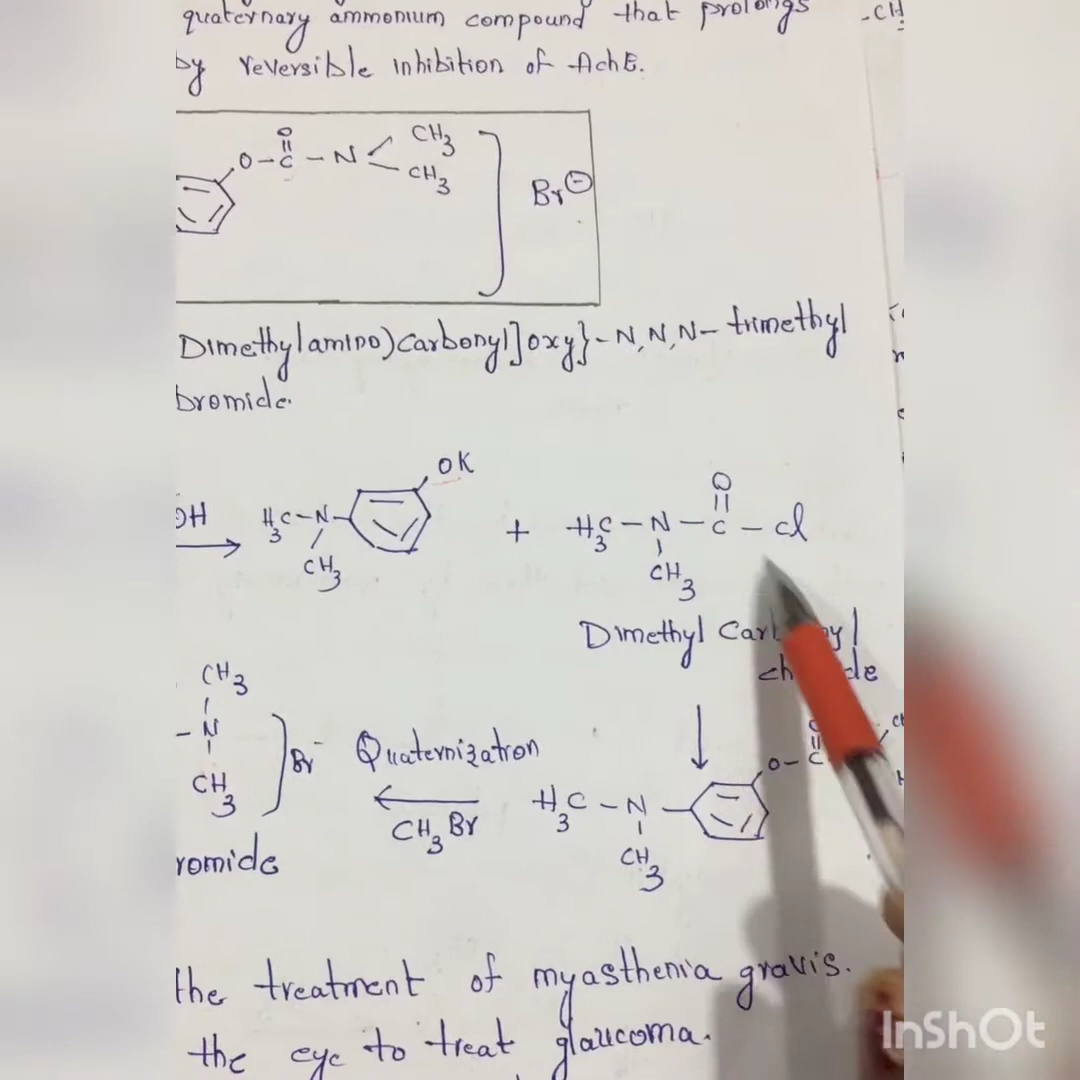 quaternary ammonium compound that prolongs -CH3
by reversible inhibition of AchE.
O
||
O-C-N CH3
CH3
Br⊖
Dimethylamino)carbonyl]oxy}-N,N,N-trimethyl
bromide.
OK
OH H3C-N- + H3C-N-C-Cl
O
CH3 CH3
Dimethyl
CH3
-N
CH3
Br-
Quaternization
CH3Br
H3C-N-
CH3
O-C
romide
the treatment of myasthenia gravis.
the eye to treat glaucoma.
InShOt